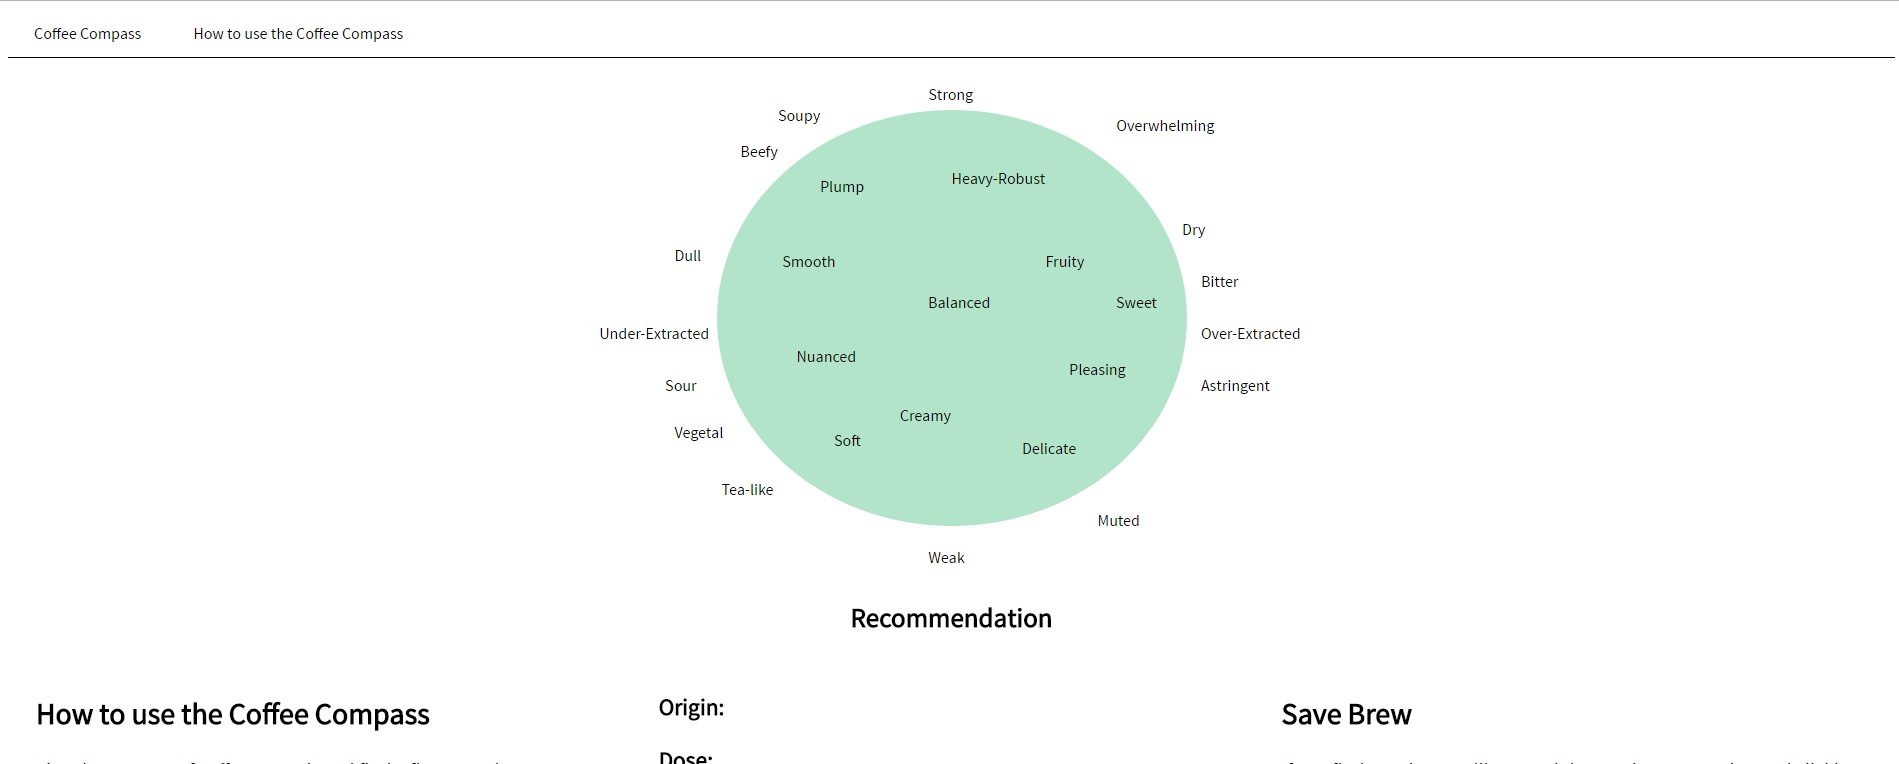 Coffee Compass
How to use the Coffee Compass
Strong
Soupy
Overwhelming
Beefy
Heavy-Robust
Plump
Dry
Dull
Smooth
Fruity
Bitter
Balanced
Sweet
Under-Extracted
Over-Extracted
Nuanced
Pleasing
Sour
Astringent
Creamy
Vegetal
Soft
Delicate
Tea-like
Muted
Weak
Recommendation
How to use the Coffee Compass
Origin:
Save Brew
Dose: